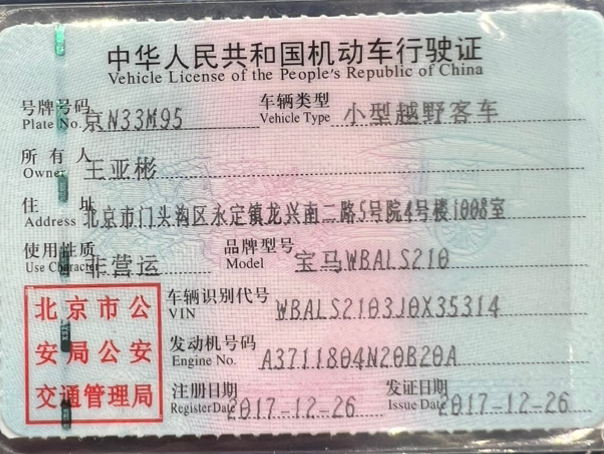 中华人民共和国机动车行驶证
Vehicle License of the People's Republic of China
号牌号码 京N33M95 车辆类型 小型越野客车
Plate No. Vehicle Type
所有人 王亚彬
Owner
住址 北京市门头沟区永定镇龙兴南二路5号院4号楼1008室
Address
使用性质 非营运 品牌型号 宝马WBALS210
Use Character Model
北京市公
安局公安
交通管理局
车辆识别代号 WBALS2103J0X35314
VIN
发动机号码 A3711804N20B20A
Engine No.
注册日期 2017-12-26 发证日期 2017-12-26
Register Date Issue Date